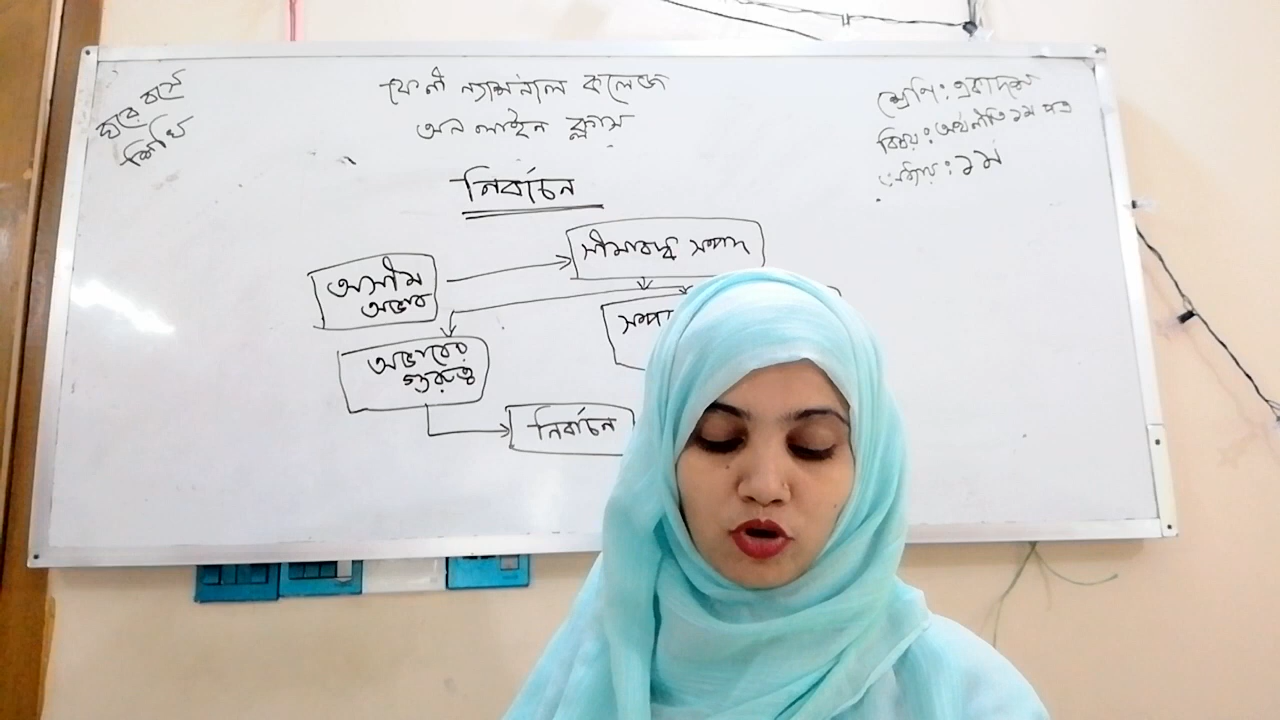 ঘরে বসে
শিখি
ফেনী ন্যাশনাল কলেজ
অন লাইন ক্লাস
শ্রেণি: একাদশ
বিষয়: অর্থনীতি ১ম পত্র
অধ্যায়: ১ম
নির্বাচন
সীমাবদ্ধ সম্পদ
অসীম
অভাব
অভাবের
গুরুত্ব
নির্বাচন